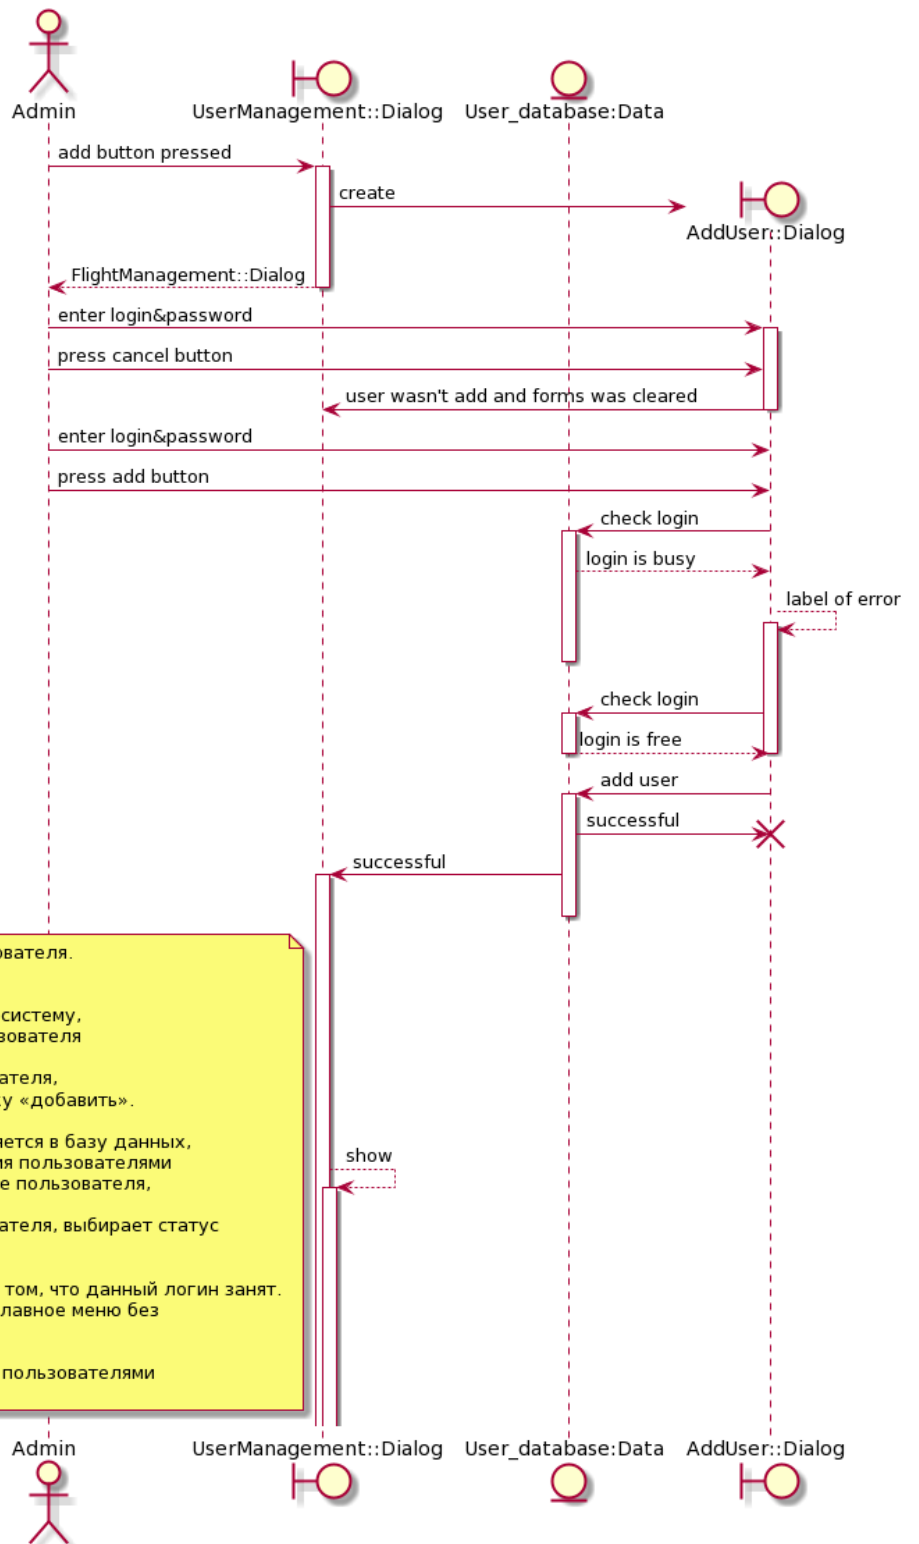 Admin
UserManagement::Dialog
User_database:Data
add button pressed
create
AddUser::Dialog
FlightManagement::Dialog
enter login&password
press cancel button
user wasn't add and forms was cleared
enter login&password
press add button
check login
login is busy
label of error
check login
login is free
add user
successful
successful
ователя.
систему,
зователя
ателя,
у «добавить».
яется в базу данных,
ия пользователями
е пользователя,
show
ателя, выбирает статус
том, что данный логин занят.
лавное меню без
пользователями
Admin
UserManagement::Dialog
User_database:Data
AddUser::Dialog